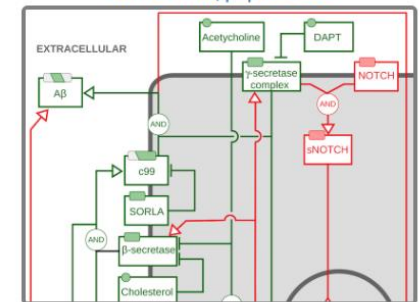 Acetycholine
DAPT
EXTRACELLULAR
γ-secretase
complex
NOTCH
Aβ
AND
AND
sNOTCH
c99
SORLA
AND
β-secretase
Cholesterol